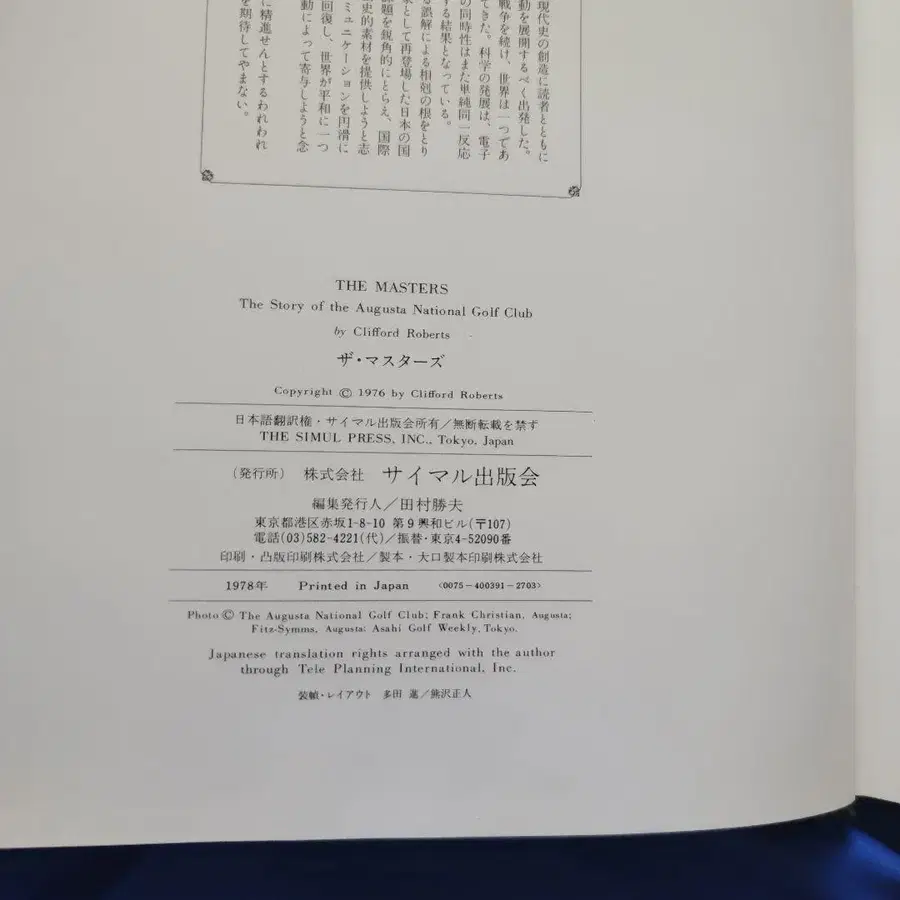 現代史の創造に読者とともに
動を展開するべく出発した。
戦争を続け、世界は一つであ
てきた。科学の発展は、電子
の同時性はまた単純同一反応
する結果となっている。
る誤解による相剋の根をとり
象として再登場した日本の国
課題を鋭角的にとらえ、国際
史的素材を提供しようと志
ミュニケーションを円滑に
回復し、世界が平和に一つ
動によって寄与しようと念
に精進せんとするわれわれ
を期待してやまない。
THE MASTERS
The Story of the Augusta National Golf Club
by Clifford Roberts
ザ・マスターズ
Copyright © 1976 by Clifford Roberts
日本語翻訳権・サイマル出版会所有/無断転載を禁ず
THE SIMUL PRESS, INC., Tokyo, Japan
(発行所) 株式会社 サイマル出版会
編集発行人/田村勝夫
東京都港区赤坂1-8-10 第9興和ビル(〒107)
電話(03)582-4221(代)/振替・東京4-52090番
印刷・凸版印刷株式会社/製本・大口製本印刷株式会社
1978年 Printed in Japan <0075-400391-2703>
Photo © The Augusta National Golf Club; Frank Christian, Augusta;
Fitz-Symms, Augusta; Asahi Golf Weekly, Tokyo.
Japanese translation rights arranged with the author
through Tele Planning International, Inc.
装幀・レイアウト 多田 進/熊沢正人